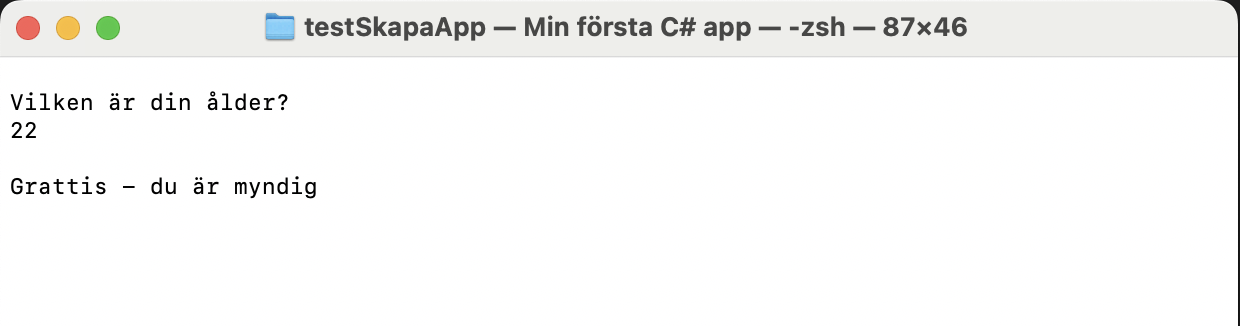 testSkapaApp — Min första C# app — -zsh — 87×46
Vilken är din ålder?
22
Grattis – du är myndig